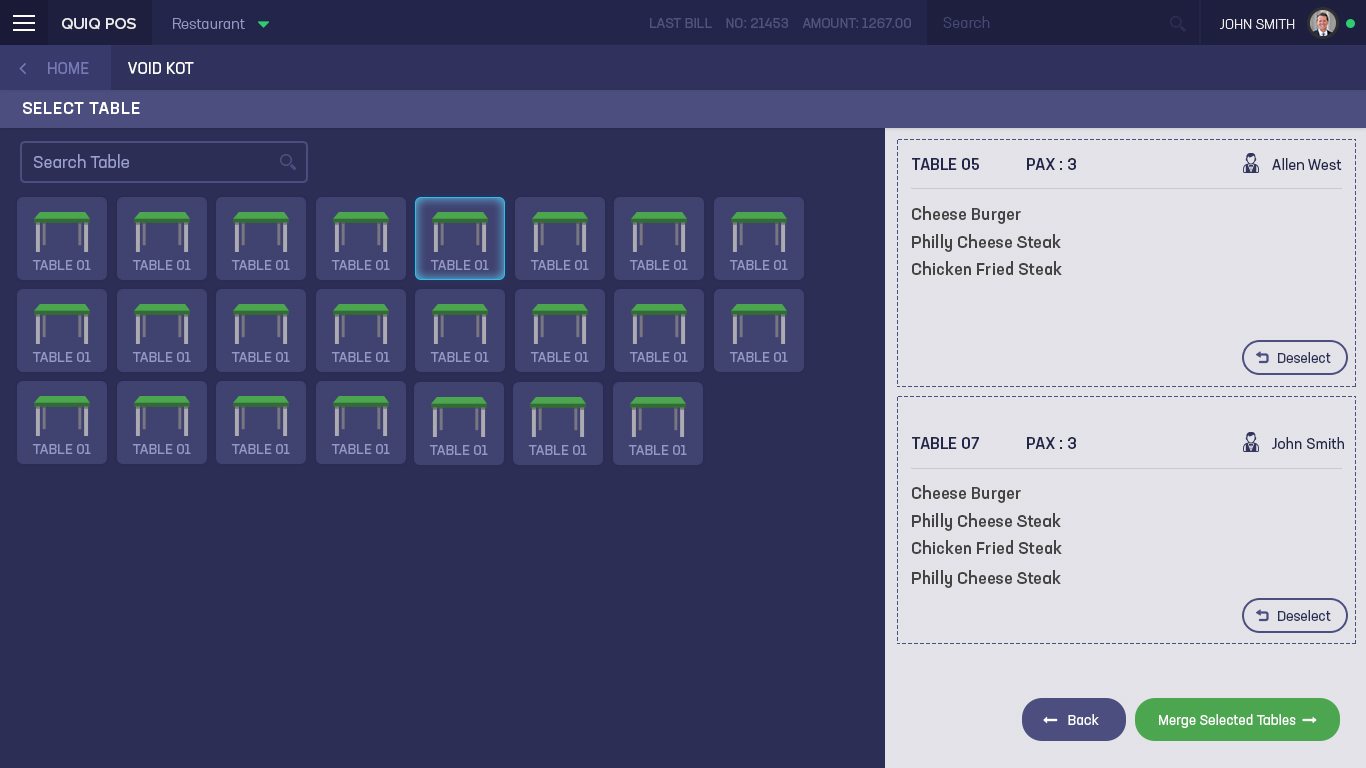 QUIQ POS Restaurant LAST BILL NO: 21453 AMOUNT: 1267.00 Search JOHN SMITH
HOME VOID KOT
SELECT TABLE
Search Table
TABLE 01 TABLE 01 TABLE 01 TABLE 01 TABLE 01 TABLE 01 TABLE 01 TABLE 01
TABLE 01 TABLE 01 TABLE 01 TABLE 01 TABLE 01 TABLE 01 TABLE 01 TABLE 01
TABLE 01 TABLE 01 TABLE 01 TABLE 01 TABLE 01 TABLE 01 TABLE 01
TABLE 05 PAX : 3 Allen West
Cheese Burger
Philly Cheese Steak
Chicken Fried Steak
Deselect
TABLE 07 PAX : 3 John Smith
Cheese Burger
Philly Cheese Steak
Chicken Fried Steak
Philly Cheese Steak
Deselect
Back Merge Selected Tables